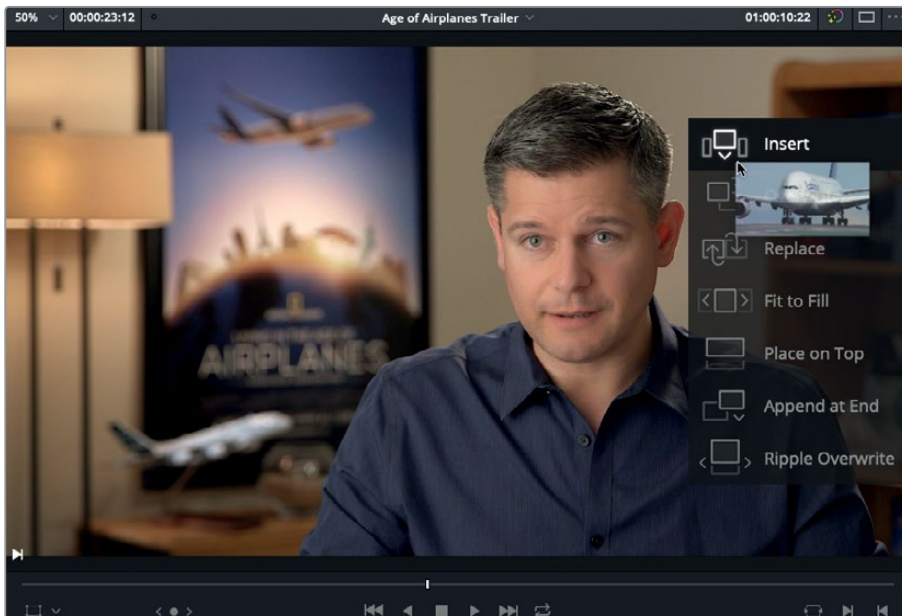 50% 00:00:23:12 Age of Airplanes Trailer 01:00:10:22
Insert
Replace
Fit to Fill
Place on Top
Append at End
Ripple Overwrite
AIRPLANES